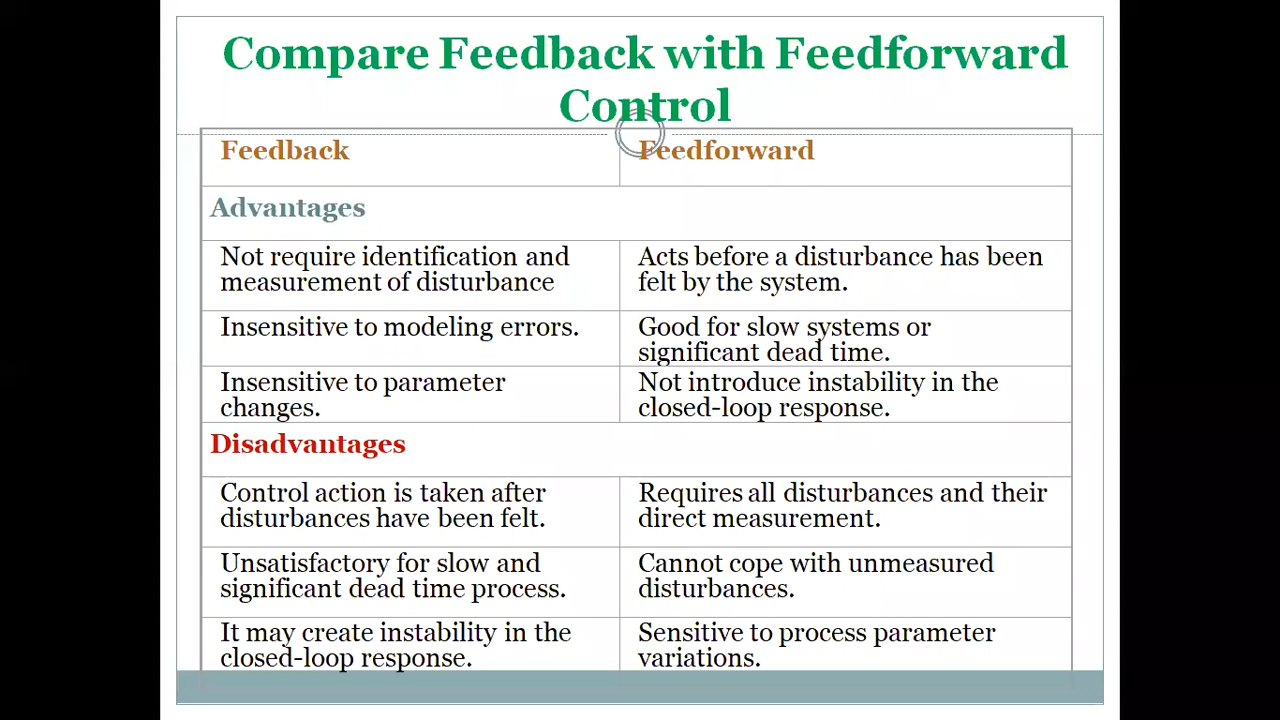 Compare Feedback with Feedforward
Control
Feedback
Feedforward
Advantages
Not require identification and
measurement of disturbance
Acts before a disturbance has been
felt by the system.
Insensitive to modeling errors.
Good for slow systems or
significant dead time.
Insensitive to parameter
changes.
Not introduce instability in the
closed-loop response.
Disadvantages
Control action is taken after
disturbances have been felt.
Requires all disturbances and their
direct measurement.
Unsatisfactory for slow and
significant dead time process.
Cannot cope with unmeasured
disturbances.
It may create instability in the
closed-loop response.
Sensitive to process parameter
variations.